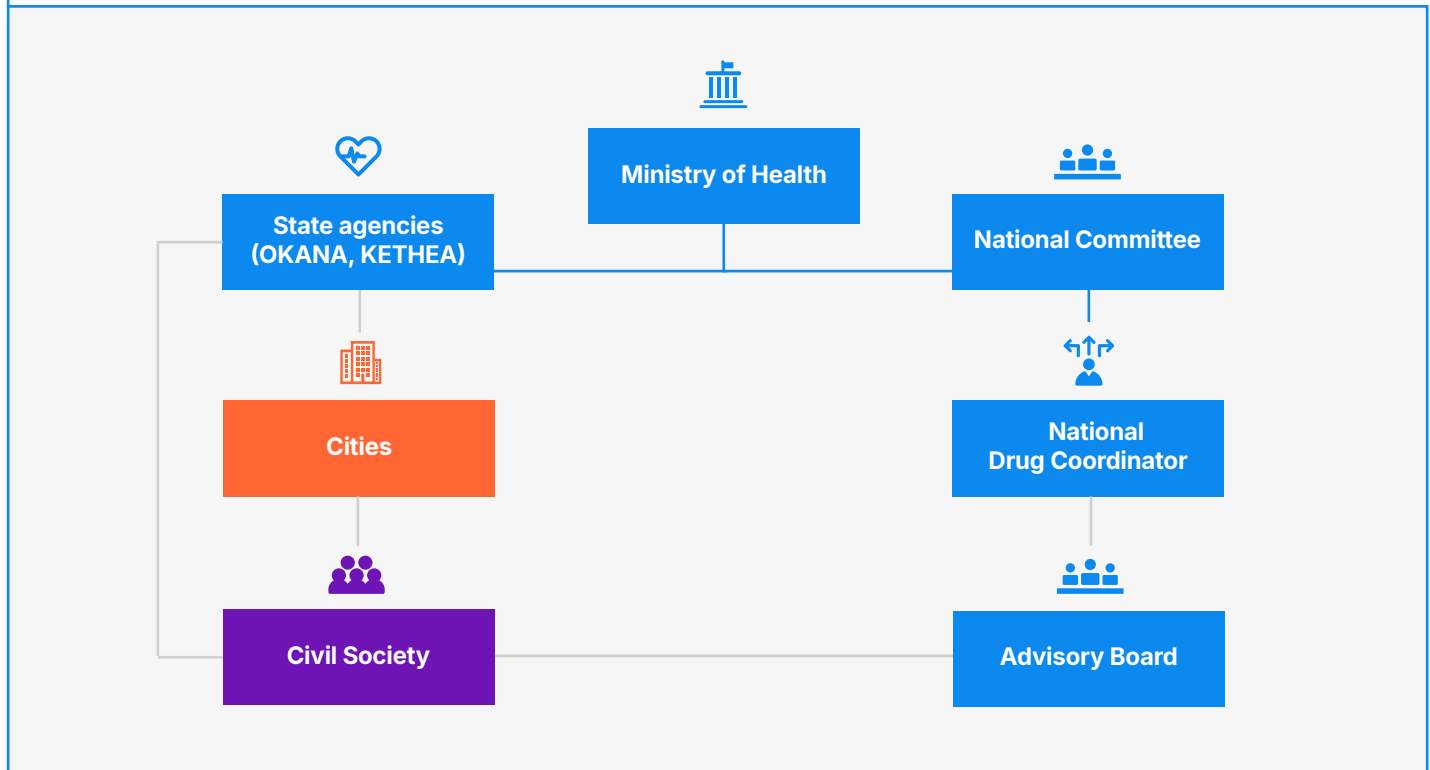 Ministry of Health
State agencies
(OKANA, KETHEA)
National Committee
Cities
National
Drug Coordinator
Civil Society
Advisory Board